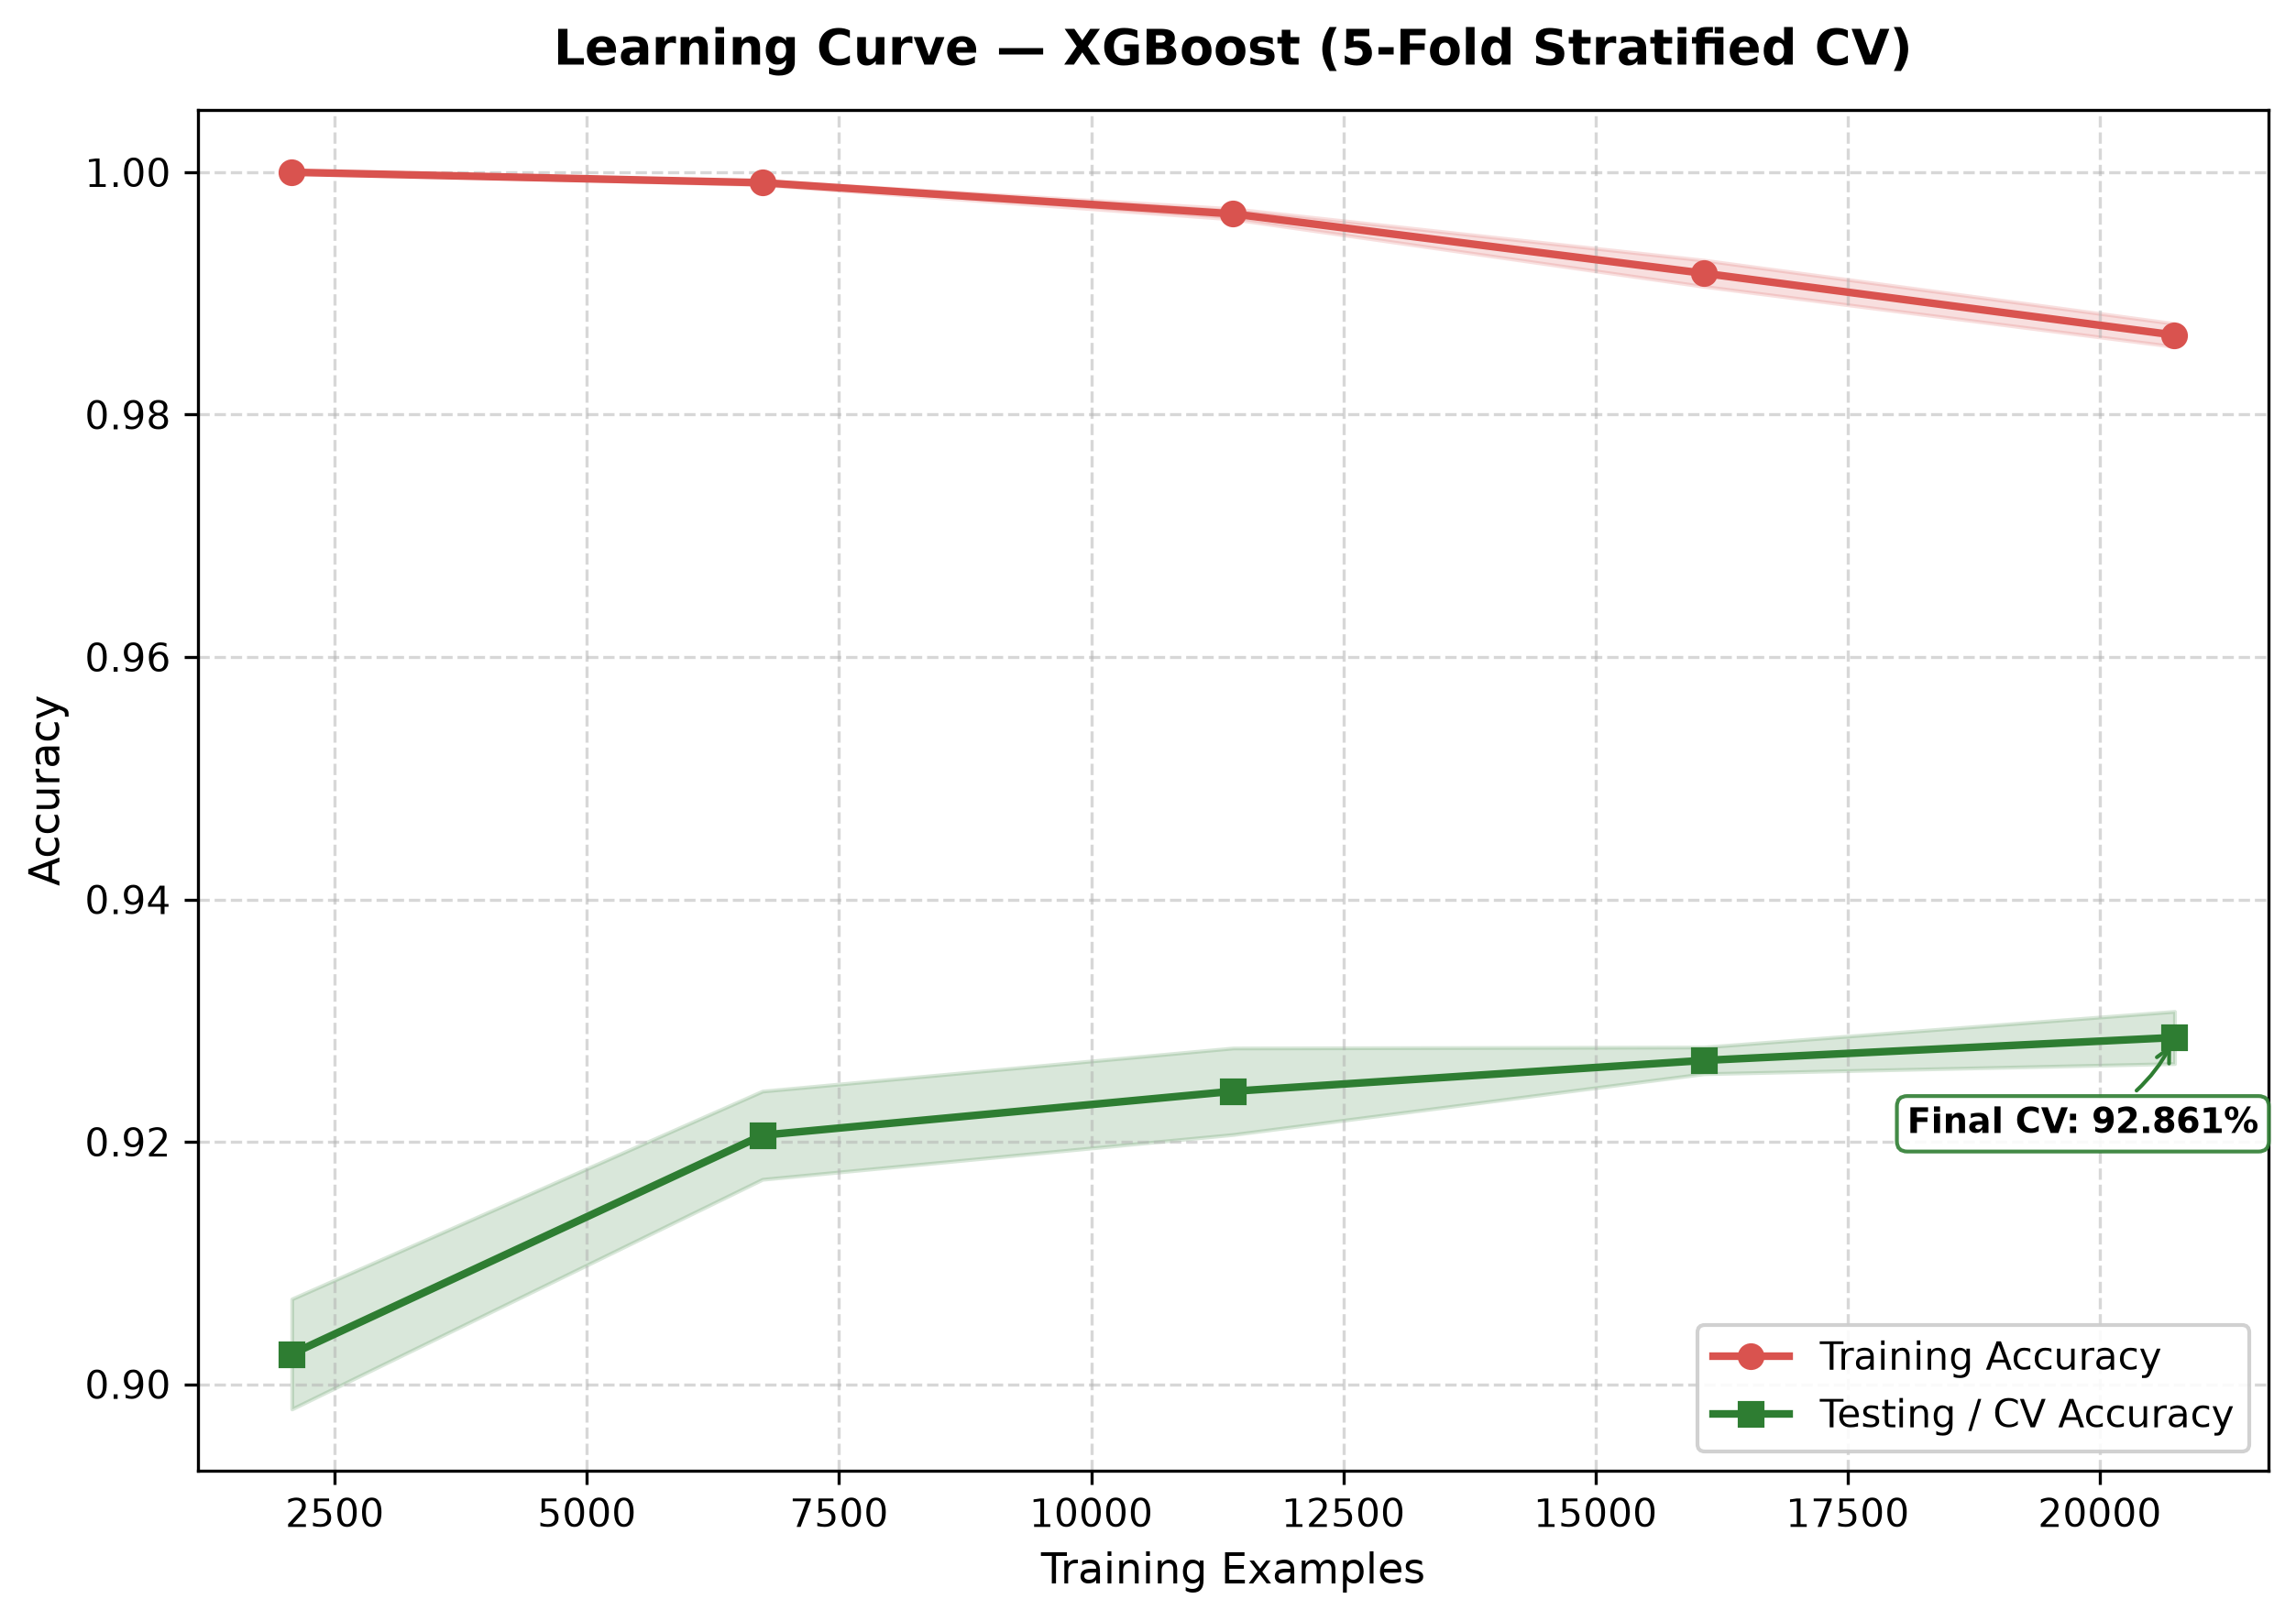 Learning Curve — XGBoost (5-Fold Stratified CV)
1.00
0.98
0.96
0.94
0.92
0.90
Accuracy
Final CV: 92.861%
Training Accuracy
Testing / CV Accuracy
2500 5000 7500 10000 12500 15000 17500 20000
Training Examples